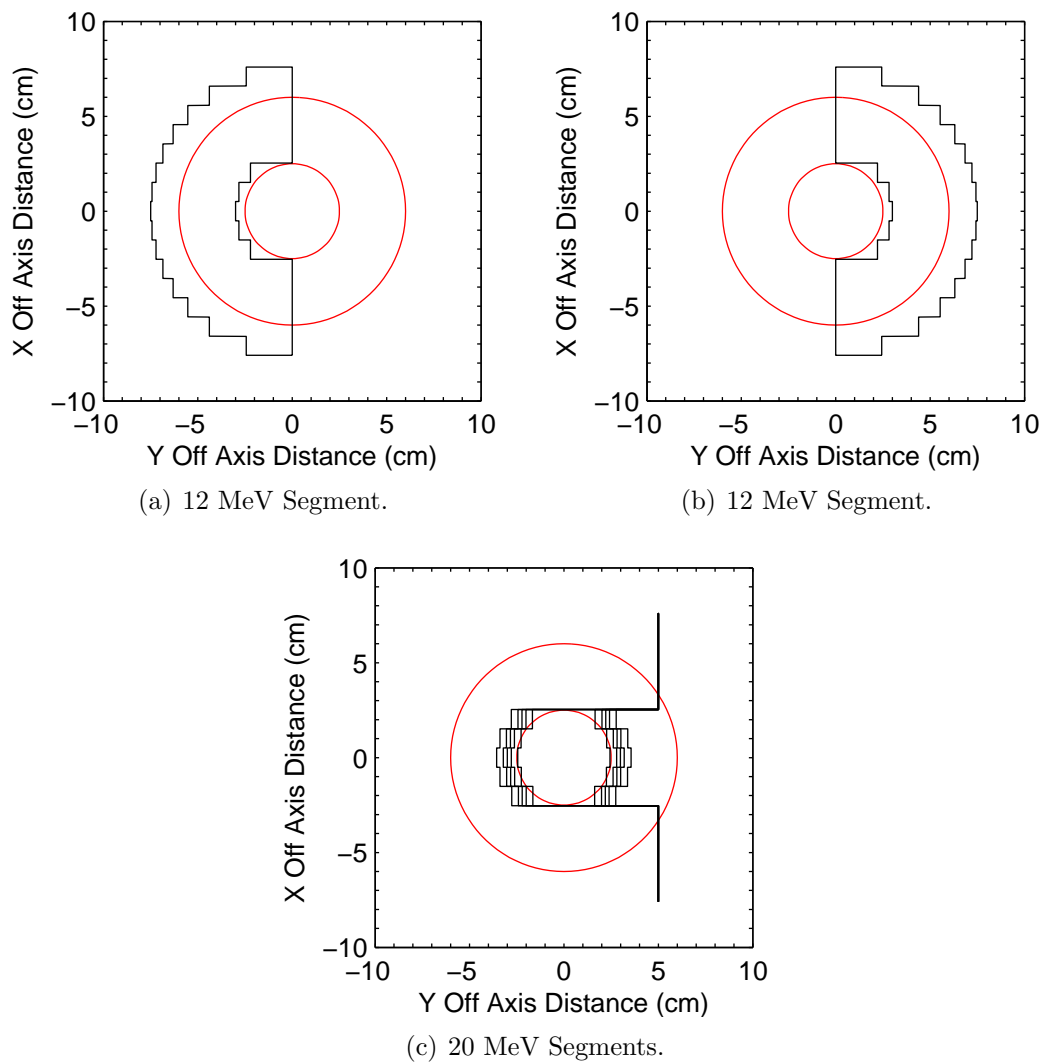 10
5
0
−5
−10
X Off Axis Distance (cm)
−10 −5 0 5 10
Y Off Axis Distance (cm)
(a) 12 MeV Segment.
10
5
0
−5
−10
X Off Axis Distance (cm)
−10 −5 0 5 10
Y Off Axis Distance (cm)
(b) 12 MeV Segment.
10
5
0
−5
−10
X Off Axis Distance (cm)
−10 −5 0 5 10
Y Off Axis Distance (cm)
(c) 20 MeV Segments.